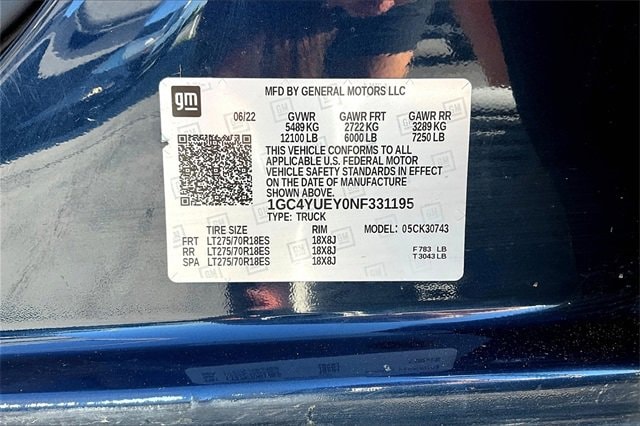 gm
MFD BY GENERAL MOTORS LLC
06/22 GVWR GAWR FRT GAWR RR
5489 KG 2722 KG 3289 KG
12100 LB 6000 LB 7250 LB
THIS VEHICLE CONFORMS TO ALL
APPLICABLE U.S. FEDERAL MOTOR
VEHICLE SAFETY STANDARDS IN EFFECT
ON THE DATE OF MANUFACTURE
SHOWN ABOVE.
1GC4YUEY0NF331195
TYPE: TRUCK
TIRE SIZE RIM MODEL: 05CK30743
FRT LT275/70R18ES 18X8J
RR LT275/70R18ES 18X8J F 783 LB
SPA LT275/70R18ES 18X8J T 3043 LB